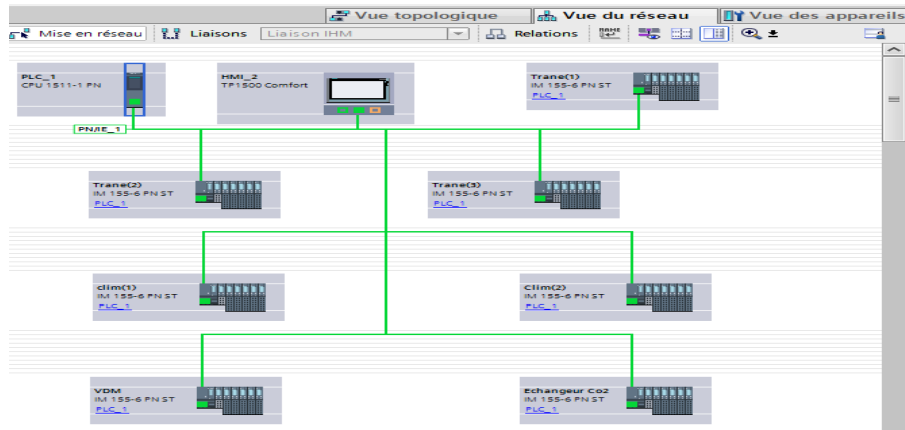 Vue topologique
Vue du réseau
Vue des appareils
Mise en réseau
Liaisons
Liaison IHM
Relations
PLC_1
CPU 1511-1 PN
HMI_2
TP1500 Comfort
Trane(1)
IM 155-6 PN ST
PLC_1
PN/IE_1
Trane(2)
IM 155-6 PN ST
PLC_1
Trane(3)
IM 155-6 PN ST
PLC_1
clim(1)
IM 155-6 PN ST
PLC_1
Clim(2)
IM 155-6 PN ST
PLC_1
VDM
IM 155-6 PN ST
PLC_1
Echangeur Co2
IM 155-6 PN ST
PLC_1